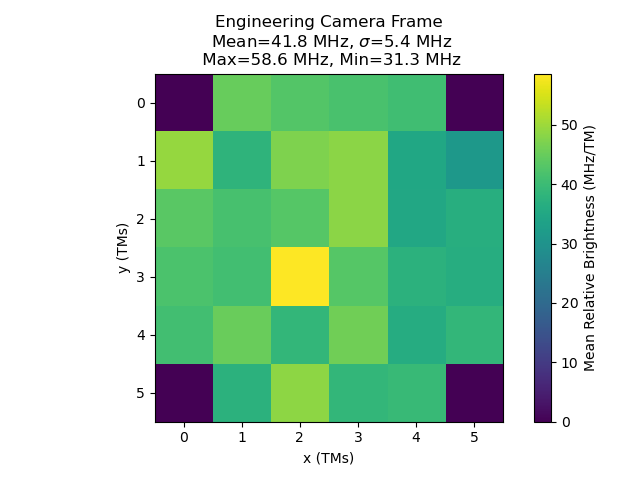 Engineering Camera Frame
Mean=41.8 MHz, σ=5.4 MHz
Max=58.6 MHz, Min=31.3 MHz
0
1
2
3
4
5
y (TMs)
0 1 2 3 4 5
x (TMs)
50
40
30
20
10
0
Mean Relative Brightness (MHz/TM)